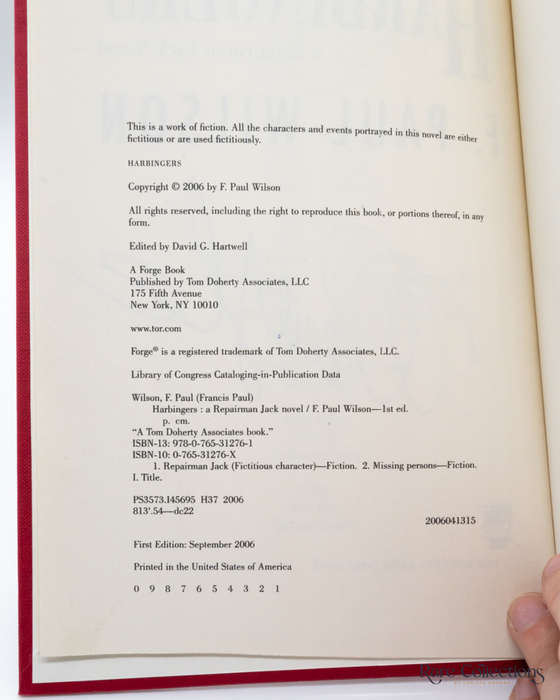 This is a work of fiction. All the characters and events portrayed in this novel are either
fictitious or are used fictitiously.
HARBINGERS
Copyright © 2006 by F. Paul Wilson
All rights reserved, including the right to reproduce this book, or portions thereof, in any
form.
Edited by David G. Hartwell
A Forge Book
Published by Tom Doherty Associates, LLC
175 Fifth Avenue
New York, NY 10010
www.tor.com
Forge® is a registered trademark of Tom Doherty Associates, LLC.
Library of Congress Cataloging-in-Publication Data
Wilson, F. Paul (Francis Paul)
Harbingers : a Repairman Jack novel / F. Paul Wilson—1st ed.
p. cm.
“A Tom Doherty Associates book.”
ISBN-13: 978-0-765-31276-1
ISBN-10: 0-765-31276-X
1. Repairman Jack (Fictitious character)—Fiction. 2. Missing persons—Fiction.
I. Title.
PS3573.I45695 H37 2006
813'.54—dc22
2006041315
First Edition: September 2006
Printed in the United States of America
0 9 8 7 6 5 4 3 2 1
Rare Collections